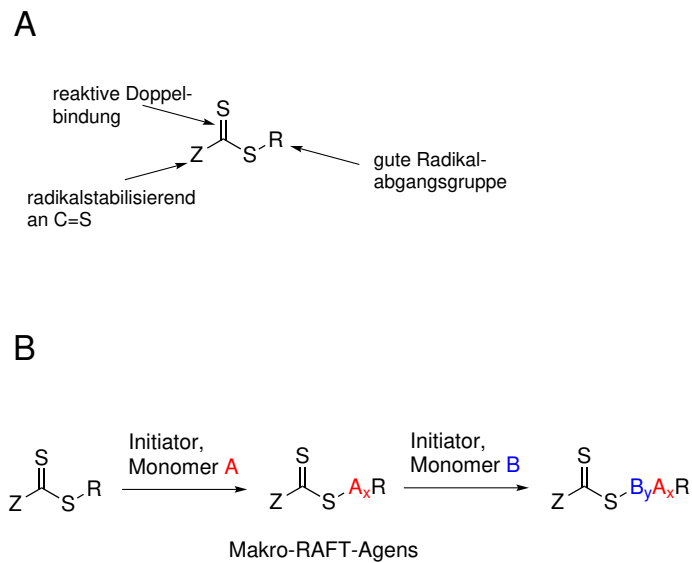 A
reaktive Doppel-
bindung
S
Z
S
R
gute Radikal-
abgangsgruppe
radikalstabilisierend
an C=S
B
Initiator,
Monomer A
Initiator,
Monomer B
S
Z
S
R
S
Z
S
AxR
S
Z
S
ByAxR
Makro-RAFT-Agens